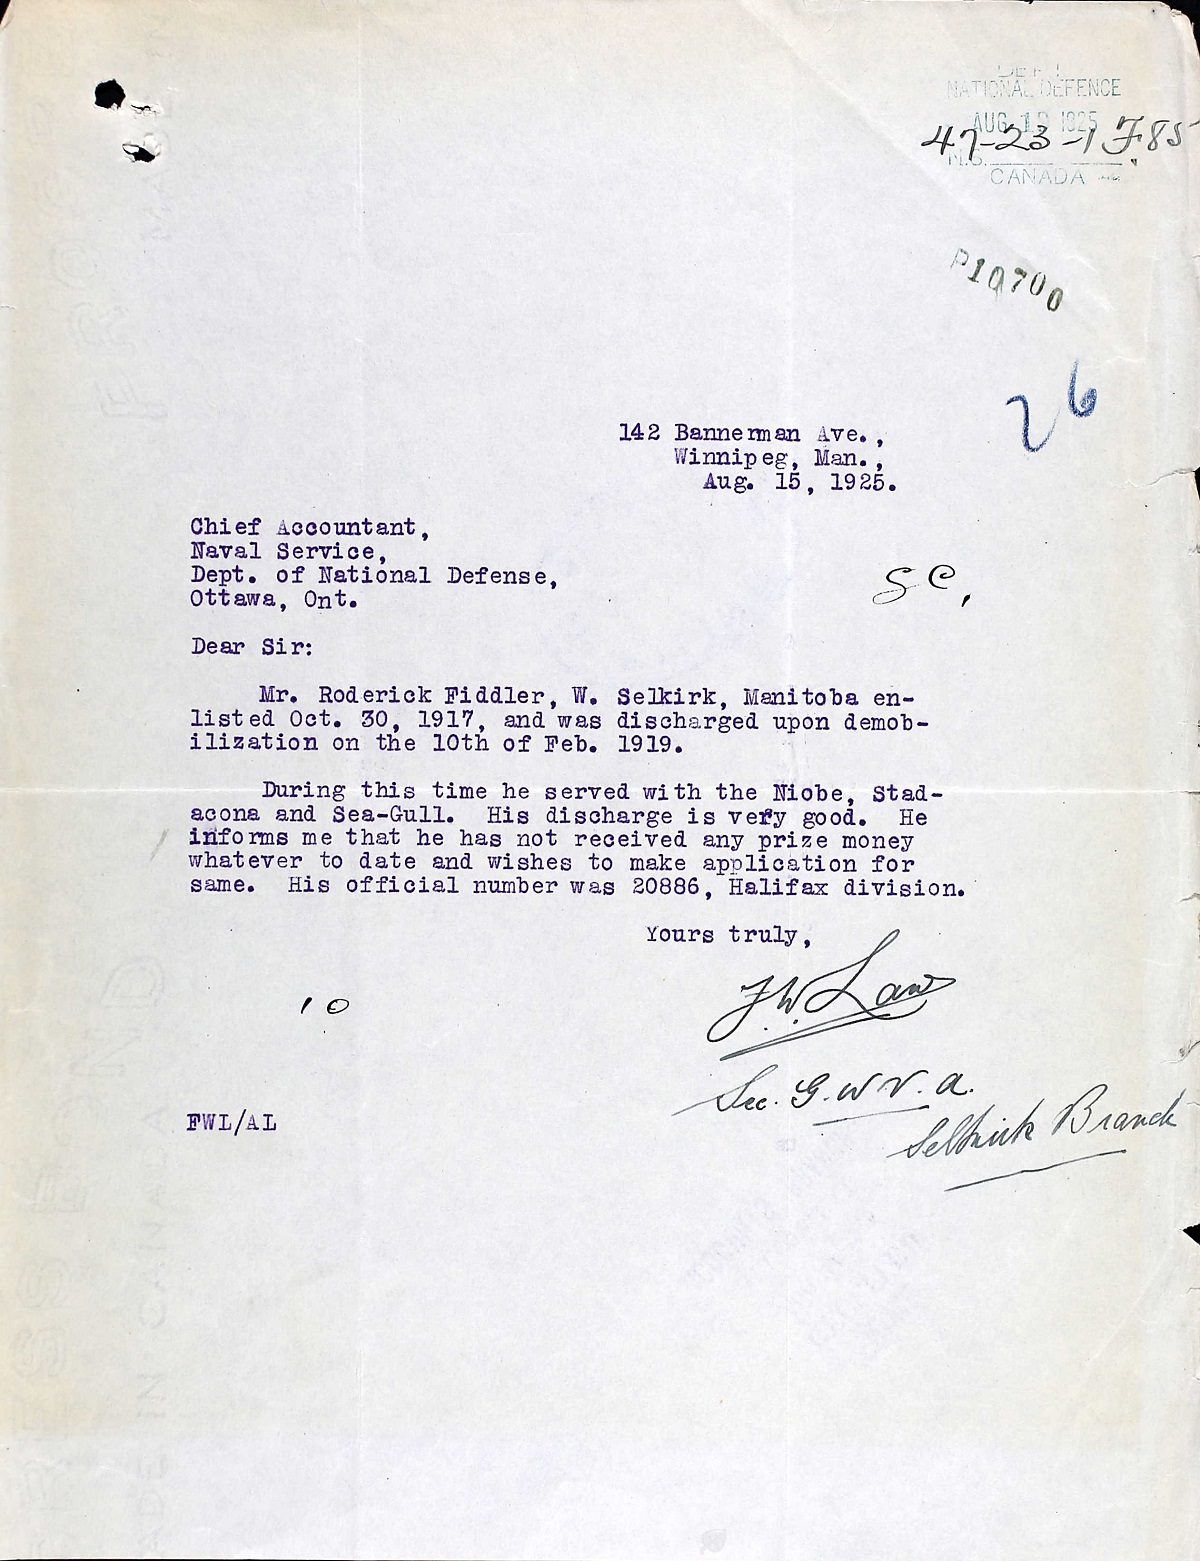 DEPT.
NATIONAL DEFENCE
AUG 1 1925
47-23-1 F85
N.S.
CANADA
P10700
26
142 Bannerman Ave.,
Winnipeg, Man.,
Aug. 15, 1925.
Chief Accountant,
Naval Service,
Dept. of National Defense,
Ottawa, Ont.
Dear Sir:
Mr. Roderick Fiddler, W. Selkirk, Manitoba en-
listed Oct. 30, 1917, and was discharged upon demob-
ilization on the 10th of Feb. 1919.
During this time he served with the Niobe, Stad-
acona and Sea-Gull. His discharge is very good. He
informs me that he has not received any prize money
whatever to date and wishes to make application for
same. His official number was 20886, Halifax division.
Yours truly,
F.W. Law
10
Sec. G.W.V.A.
Selkirk Branch
FWL/AL